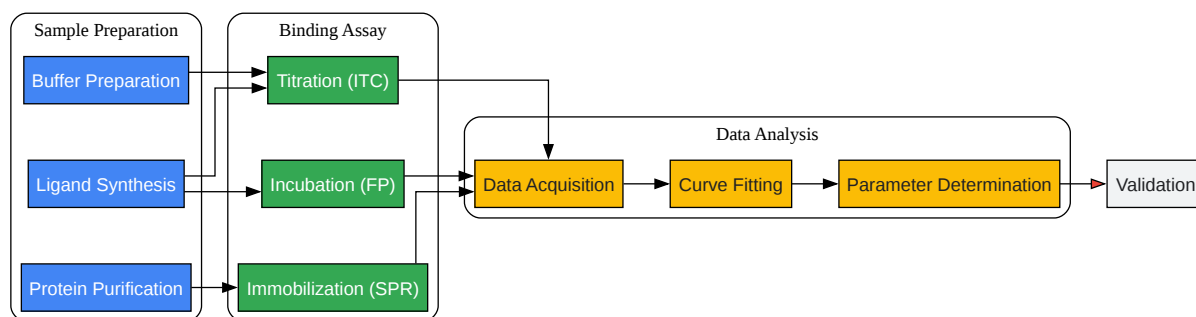 Sample Preparation
Binding Assay
Buffer Preparation
Titration (ITC)
Data Analysis
Ligand Synthesis
Incubation (FP)
Data Acquisition
Curve Fitting
Parameter Determination
Validation
Protein Purification
Immobilization (SPR)